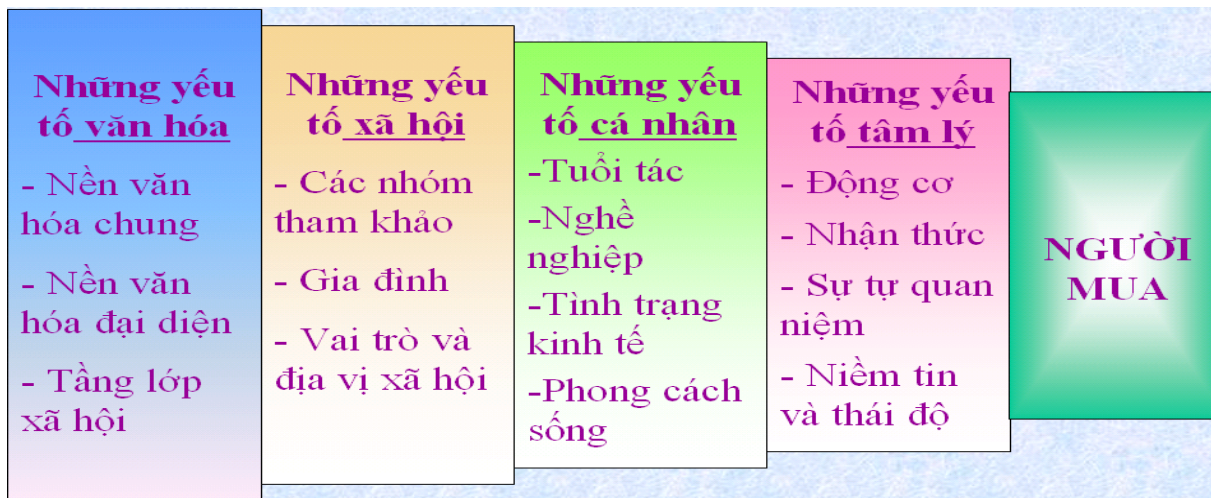 Những yếu
tố văn hóa
- Nền văn
hóa chung
- Nền văn
hóa đại diện
- Tầng lớp
xã hội
Những yếu
tố xã hội
- Các nhóm
tham khảo
- Gia đình
- Vai trò và
địa vị xã hội
Những yếu
tố cá nhân
-Tuổi tác
-Nghề
nghiệp
-Tình trạng
kinh tế
-Phong cách
sống
Những yếu
tố tâm lý
- Động cơ
- Nhận thức
- Sự tự quan
niệm
- Niềm tin
và thái độ
NGƯỜI
MUA